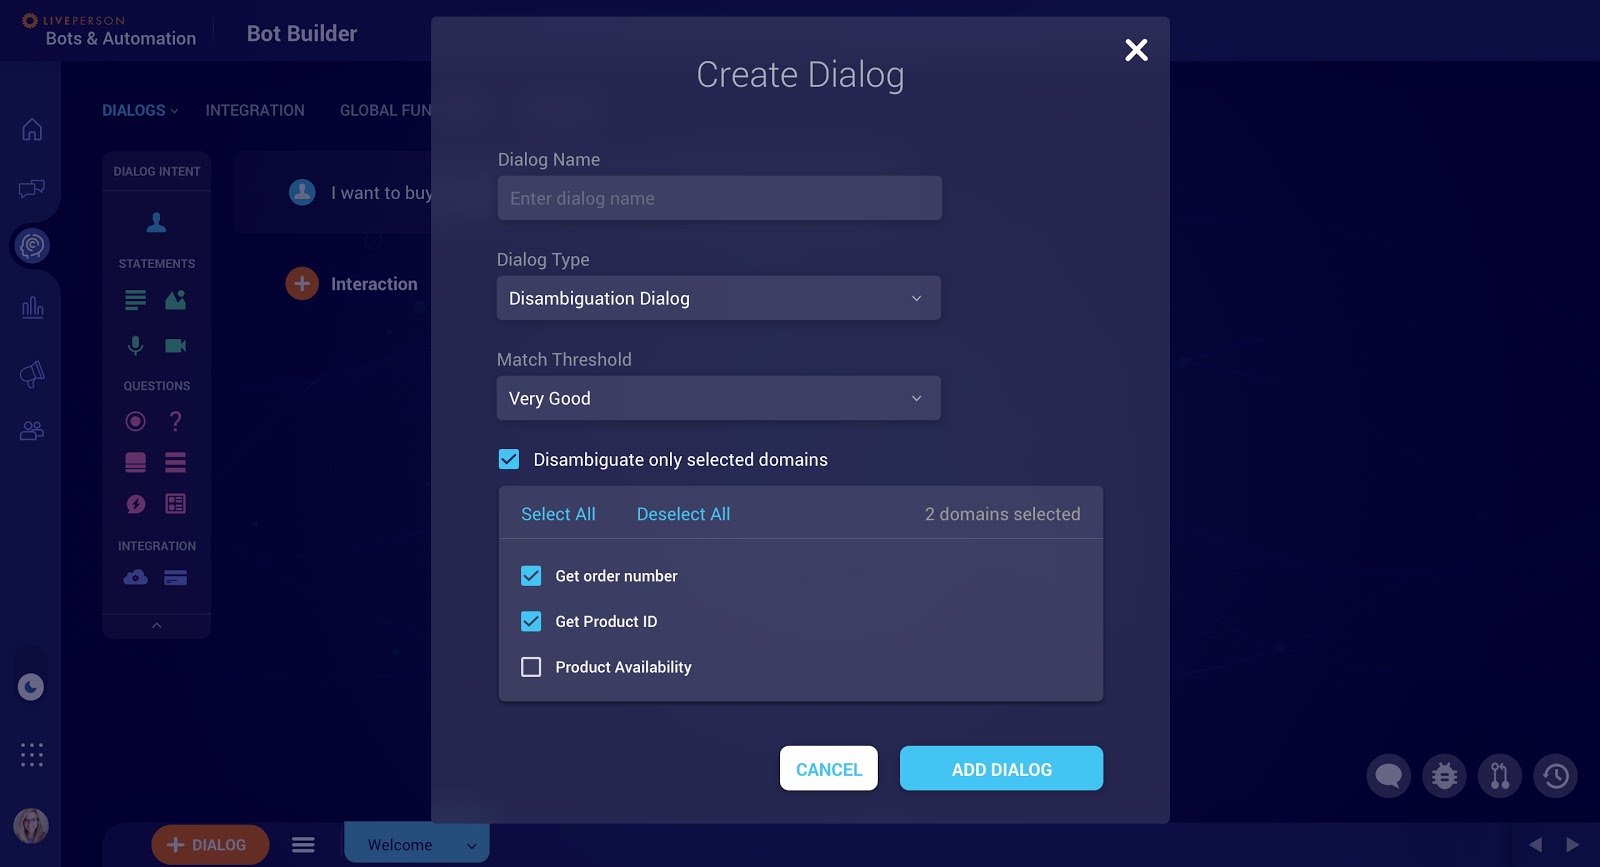 LIVEPERSON
Bots & Automation
Bot Builder
DIALOGS
INTEGRATION
GLOBAL FUN
DIALOG INTENT
STATEMENTS
QUESTIONS
INTEGRATION
I want to buy
Interaction
Create Dialog
Dialog Name
Enter dialog name
Dialog Type
Disambiguation Dialog
Match Threshold
Very Good
Disambiguate only selected domains
Select All Deselect All 2 domains selected
Get order number
Get Product ID
Product Availability
CANCEL ADD DIALOG
+ DIALOG
Welcome